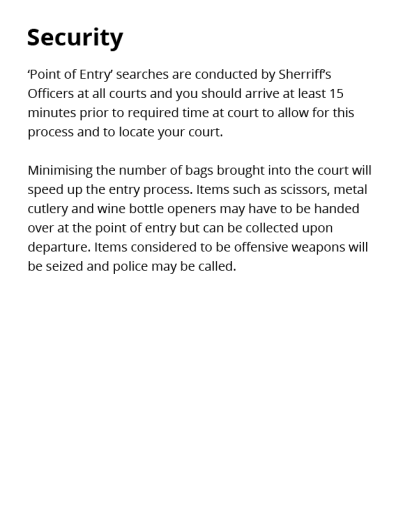 Security
‘Point of Entry’ searches are conducted by Sherriff’s
Officers at all courts and you should arrive at least 15
minutes prior to required time at court to allow for this
process and to locate your court.
Minimising the number of bags brought into the court will
speed up the entry process. Items such as scissors, metal
cutlery and wine bottle openers may have to be handed
over at the point of entry but can be collected upon
departure. Items considered to be offensive weapons will
be seized and police may be called.